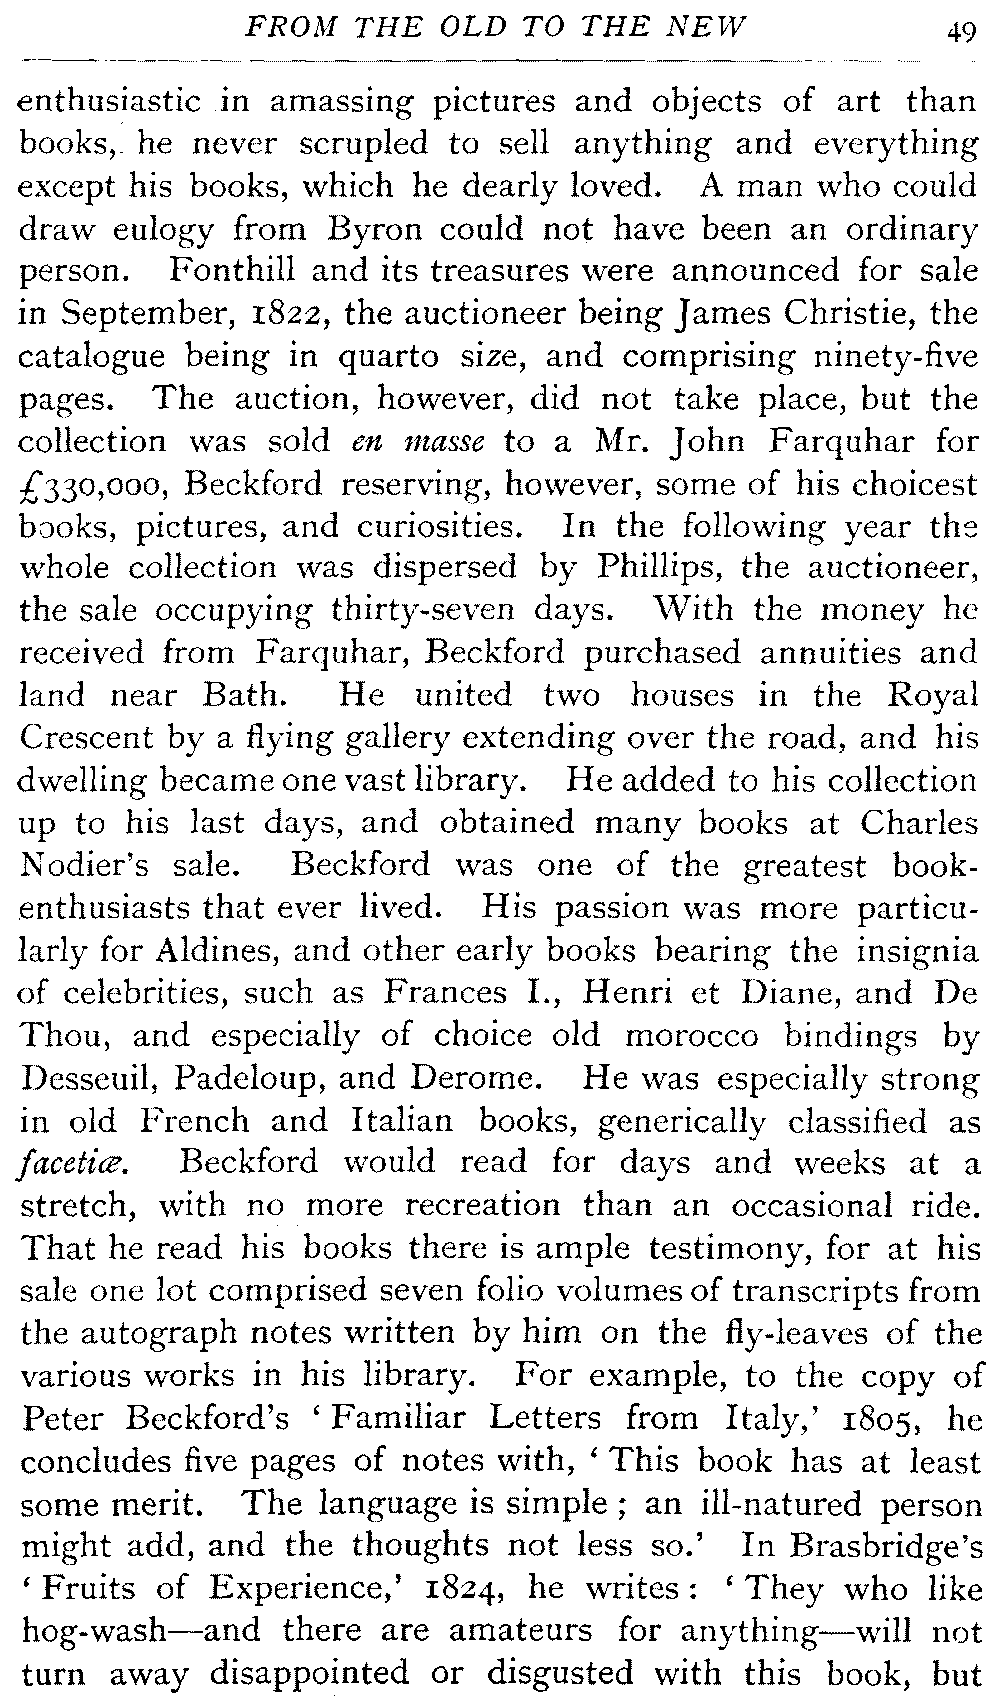 FROM THE OLD TO THE NEW 49
enthusiastic in amassing pictures and objects of art than
books, he never scrupled to sell anything and everything
except his books, which he dearly loved. A man who could
draw eulogy from Byron could not have been an ordinary
person. Fonthill and its treasures were announced for sale
in September, 1822, the auctioneer being James Christie, the
catalogue being in quarto size, and comprising ninety-five
pages. The auction, however, did not take place, but the
collection was sold en masse to a Mr. John Farquhar for
£330,000, Beckford reserving, however, some of his choicest
books, pictures, and curiosities. In the following year the
whole collection was dispersed by Phillips, the auctioneer,
the sale occupying thirty-seven days. With the money he
received from Farquhar, Beckford purchased annuities and
land near Bath. He united two houses in the Royal
Crescent by a flying gallery extending over the road, and his
dwelling became one vast library. He added to his collection
up to his last days, and obtained many books at Charles
Nodier's sale. Beckford was one of the greatest book-
enthusiasts that ever lived. His passion was more particu-
larly for Aldines, and other early books bearing the insignia
of celebrities, such as Frances I., Henri et Diane, and De
Thou, and especially of choice old morocco bindings by
Desseuil, Padeloup, and Derome. He was especially strong
in old French and Italian books, generically classified as
facetiæ. Beckford would read for days and weeks at a
stretch, with no more recreation than an occasional ride.
That he read his books there is ample testimony, for at his
sale one lot comprised seven folio volumes of transcripts from
the autograph notes written by him on the fly-leaves of the
various works in his library. For example, to the copy of
Peter Beckford's ‘Familiar Letters from Italy,’ 1805, he
concludes five pages of notes with, ‘This book has at least
some merit. The language is simple; an ill-natured person
might add, and the thoughts not less so.’ In Brasbridge's
‘Fruits of Experience,’ 1824, he writes: ‘They who like
hog-wash—and there are amateurs for anything—will not
turn away disappointed or disgusted with this book, but